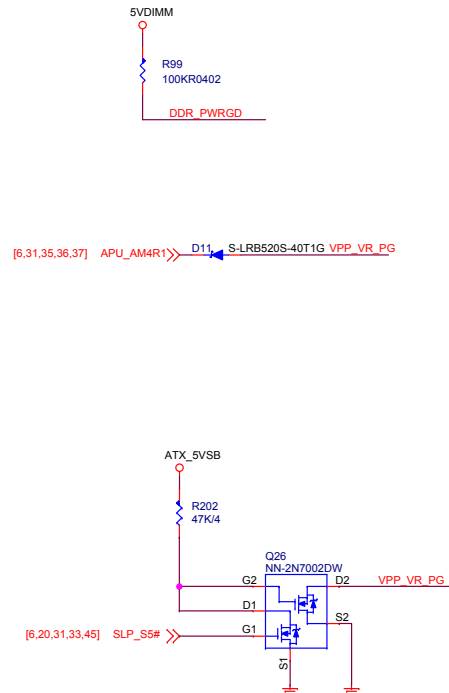 5VDIMM
R99
100KR0402
DDR_PWRGD
[6,31,35,36,37] APU_AM4R1 D11 S-LRB520S-40T1G VPP_VR_PG
ATX_5VSB
R202
47K/4
Q26
NN-2N7002DW
G2 D2 VPP_VR_PG
D1
S2
[6,20,31,33,45] SLP_S5# G1
S1